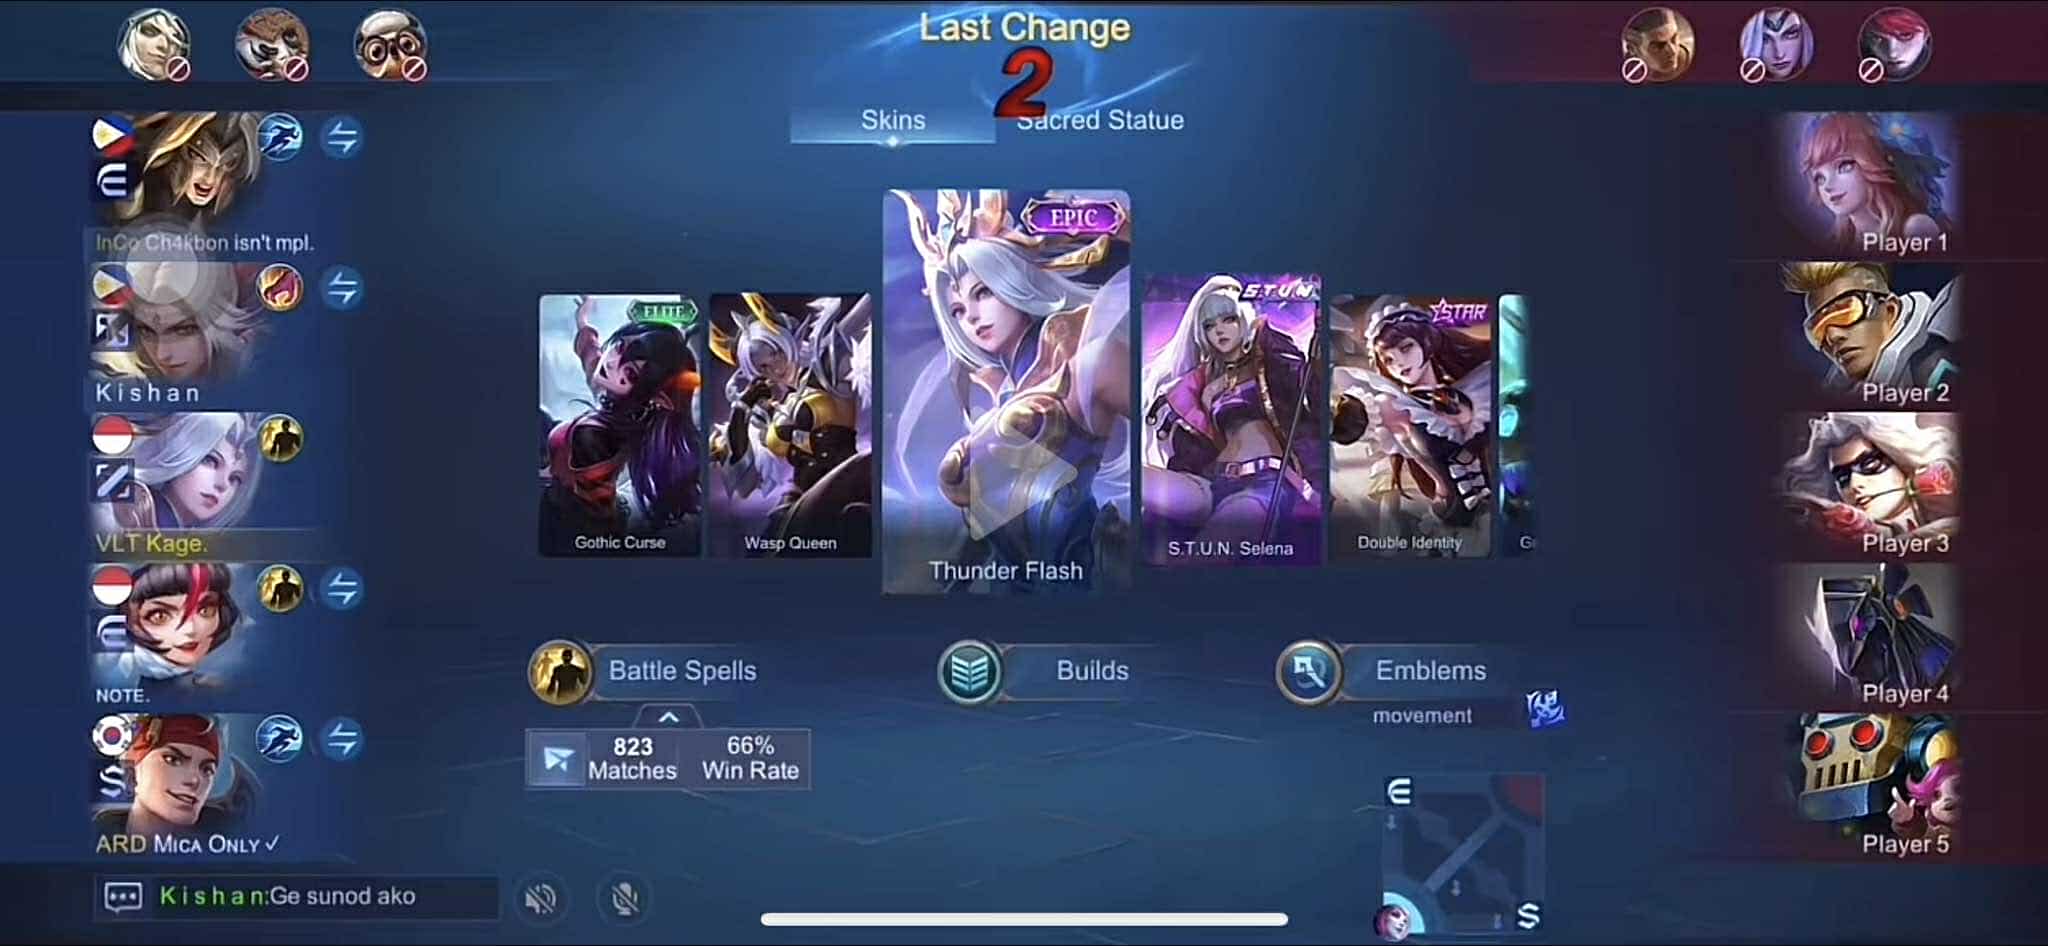 Last Change
2
Skins
Sacred Statue
InCo Ch4kbon isn't mpl.
Kishan
VLT Kage.
NOTE.
ARD MICA ONLY ✓
Kishan:Ge sunod ako
ELITE
Gothic Curse
Wasp Queen
EPIC
Thunder Flash
S.T.U.N
S.T.U.N. Selena
STAR
Double Identity
Battle Spells
Builds
Emblems
movement
823
Matches
66%
Win Rate
Player 1
Player 2
Player 3
Player 4
Player 5